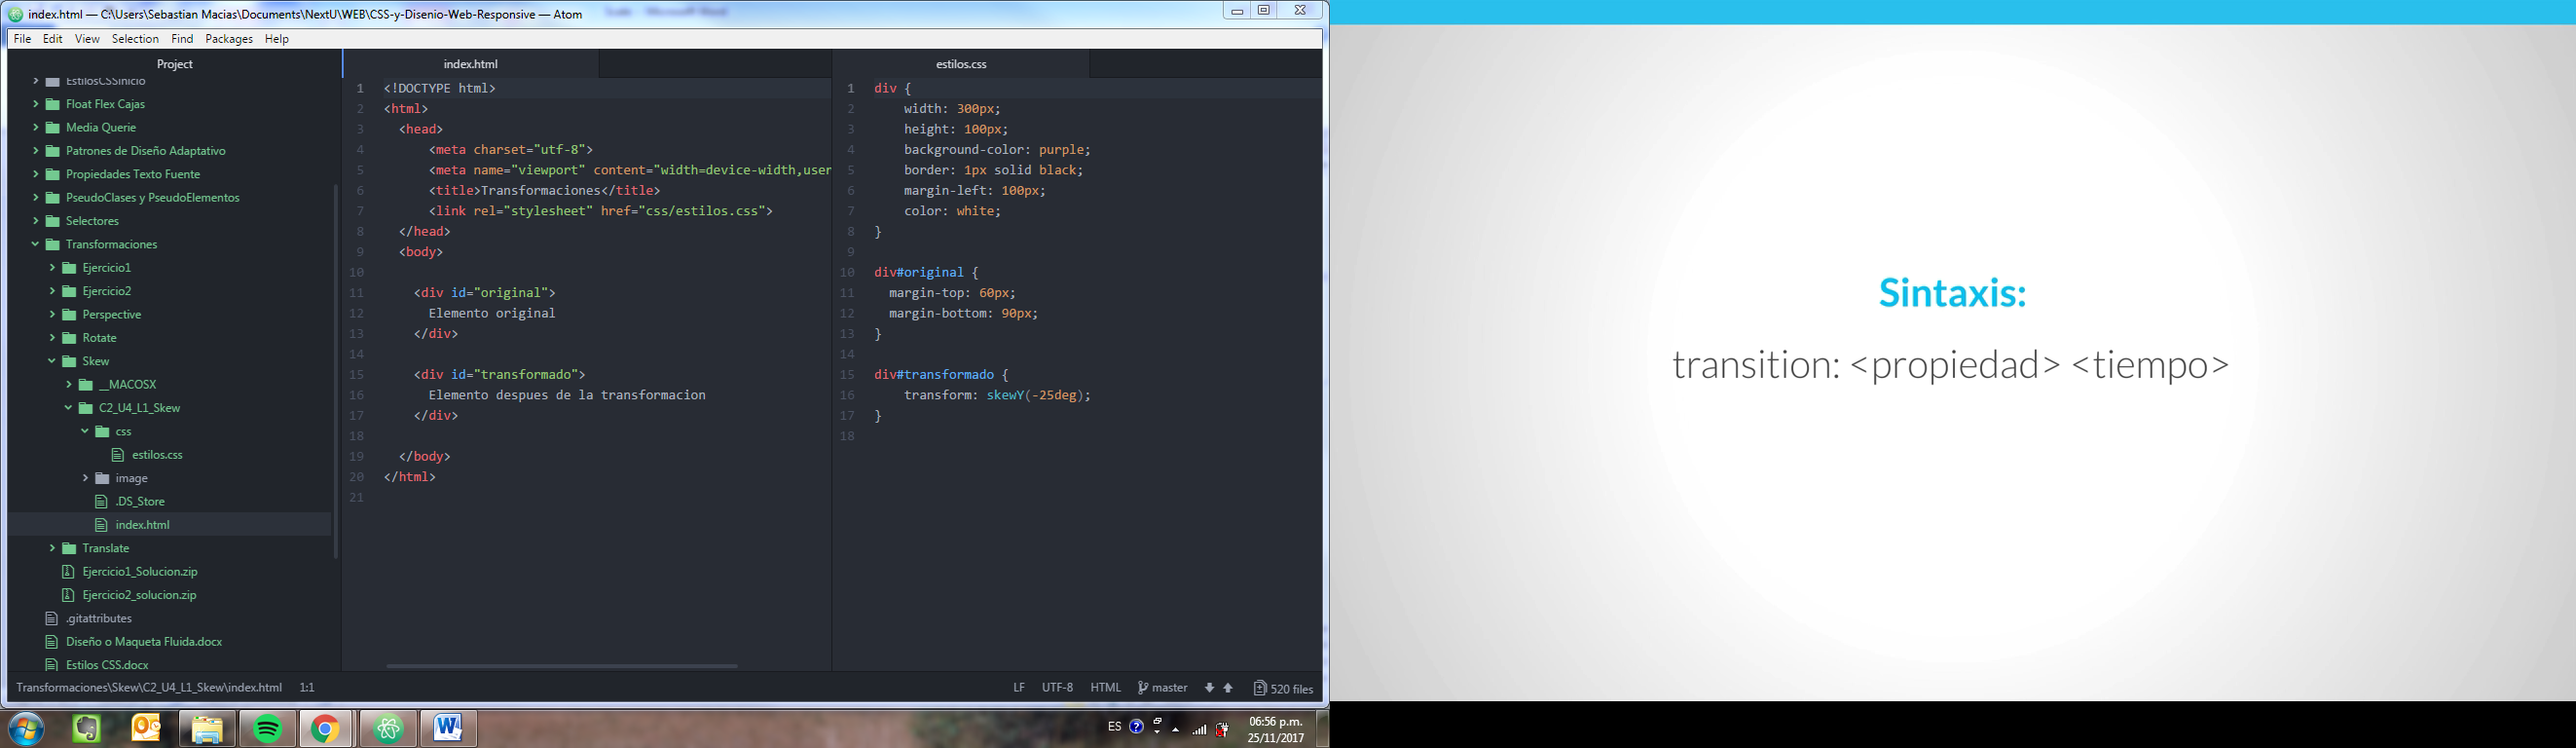 index.html — C:\Users\Sebastian Macias\Documents\NextU\WEB\CSS-y-Disenio-Web-Responsive — Atom
File Edit View Selection Find Packages Help
Project
EstilosCSSInicio
Float Flex Cajas
Media Querie
Patrones de Diseño Adaptativo
Propiedades Texto Fuente
PseudoClases y PseudoElementos
Selectores
Transformaciones
Ejercicio1
Ejercicio2
Perspective
Rotate
Skew
__MACOSX
C2_U4_L1_Skew
css
estilos.css
image
.DS_Store
index.html
Translate
Ejercicio1_Solucion.zip
Ejercicio2_solucion.zip
.gitattributes
Diseño o Maqueta Fluida.docx
Estilos CSS.docx
index.html
1 <!DOCTYPE html>
2 <html>
3 <head>
4 <meta charset="utf-8">
5 <meta name="viewport" content="width=device-width,user
6 <title>Transformaciones</title>
7 <link rel="stylesheet" href="css/estilos.css">
8 </head>
9 <body>
10
11 <div id="original">
12 Elemento original
13 </div>
14
15 <div id="transformado">
16 Elemento despues de la transformacion
17 </div>
18
19 </body>
20 </html>
21
estilos.css
1 div {
2 width: 300px;
3 height: 100px;
4 background-color: purple;
5 border: 1px solid black;
6 margin-left: 100px;
7 color: white;
8 }
9
10 div#original {
11 margin-top: 60px;
12 margin-bottom: 90px;
13 }
14
15 div#transformado {
16 transform: skewY(-25deg);
17 }
18
Transformaciones\Skew\C2_U4_L1_Skew\index.html 1:1
LF UTF-8 HTML master 520 files
ES
06:56 p.m.
25/11/2017
Sintaxis:
transition: <propiedad> <tiempo>